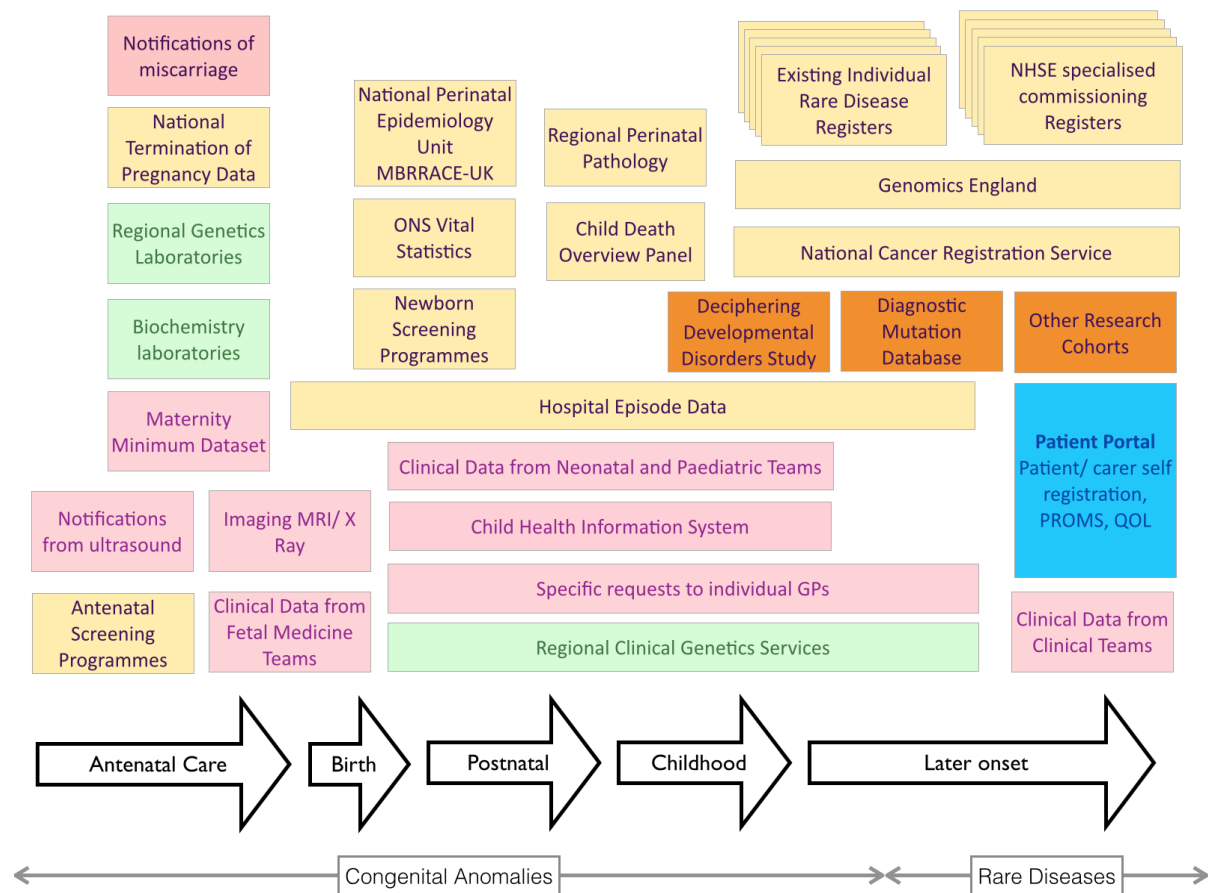 Notifications of
miscarriage
National
Termination of
Pregnancy Data
Regional Genetics
Laboratories
Biochemistry
laboratories
Maternity
Minimum Dataset
Notifications
from ultrasound
Imaging MRI/ X
Ray
Antenatal
Screening
Programmes
Clinical Data from
Fetal Medicine
Teams
National Perinatal
Epidemiology
Unit
MBRRACE-UK
ONS Vital
Statistics
Newborn
Screening
Programmes
Regional Perinatal
Pathology
Child Death
Overview Panel
Existing Individual
Rare Disease
Registers
NHSE specialised
commissioning
Registers
Genomics England
National Cancer Registration Service
Deciphering
Developmental
Disorders Study
Diagnostic
Mutation
Database
Other Research
Cohorts
Hospital Episode Data
Clinical Data from Neonatal and Paediatric Teams
Child Health Information System
Specific requests to individual GPs
Regional Clinical Genetics Services
Patient Portal
Patient/ carer self
registration,
PROMS, QOL
Clinical Data from
Clinical Teams
Antenatal Care
Birth
Postnatal
Childhood
Later onset
Congenital Anomalies
Rare Diseases